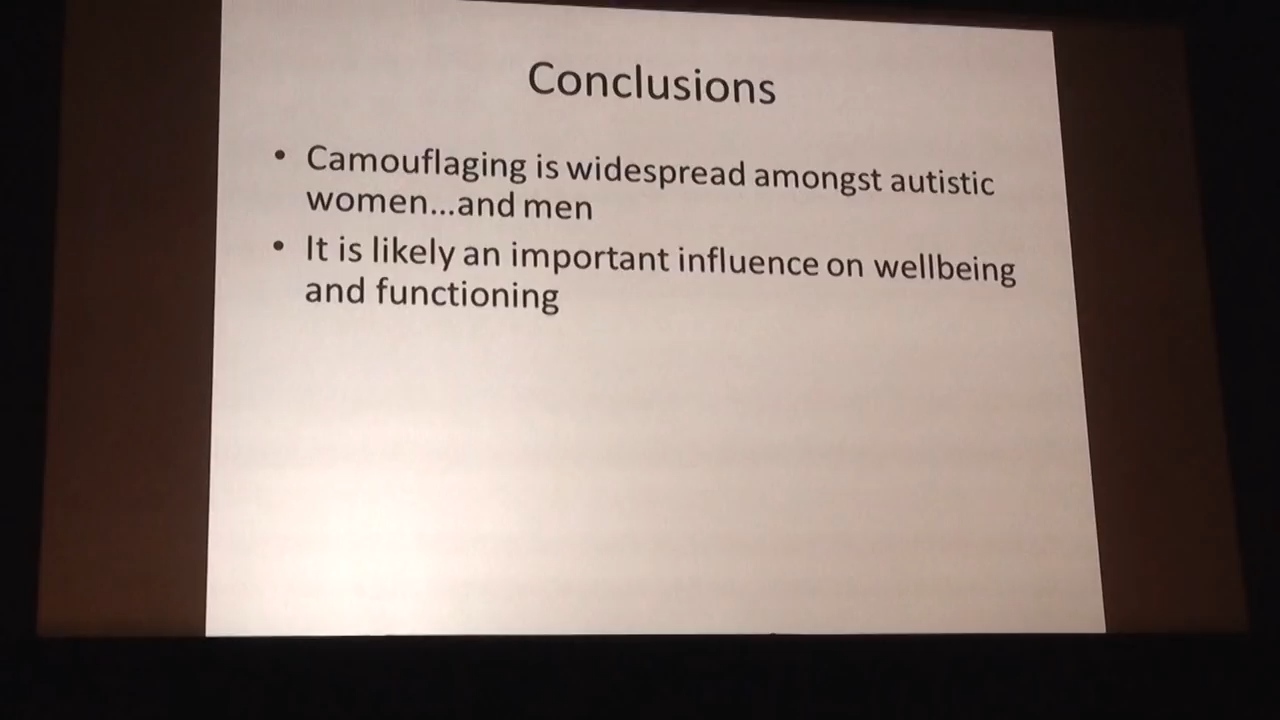 Conclusions
• Camouflaging is widespread amongst autistic
women...and men
• It is likely an important influence on wellbeing
and functioning